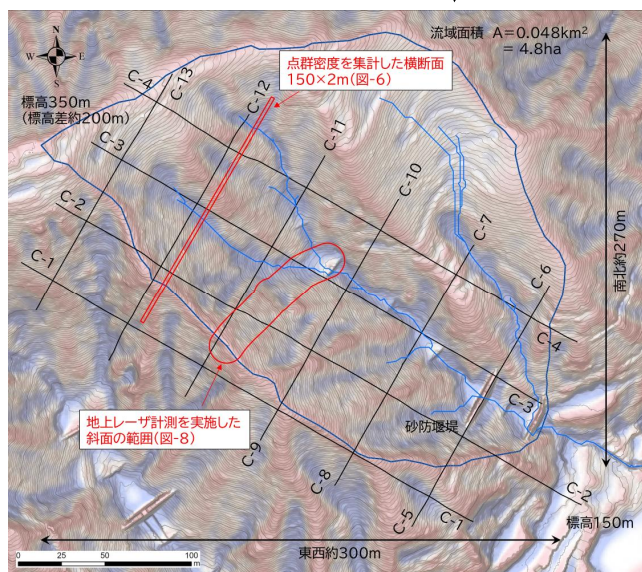 流域面積 A=0.048km²
= 4.8ha
N
W E
S
点群密度を集計した横断面
150×2m(図-6)
標高350m
(標高差約200m)
C-13
C-4
C-12
C-3
C-11
C-2
C-10
C-1
C-7
C-6
南北約270m
C-4
地上レーザ計測を実施した
斜面の範囲(図-8)
C-3
砂防堰堤
C-9
C-8
C-2
C-5
C-1
標高150m
東西約300m
0 25 50 100
m